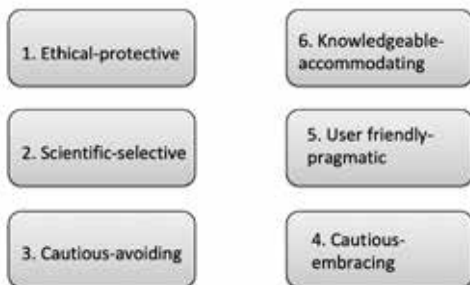 1. Ethical-protective
2. Scientific-selective
3. Cautious-avoiding
6. Knowledgeable-
accommodating
5. User friendly-
pragmatic
4. Cautious-
embracing